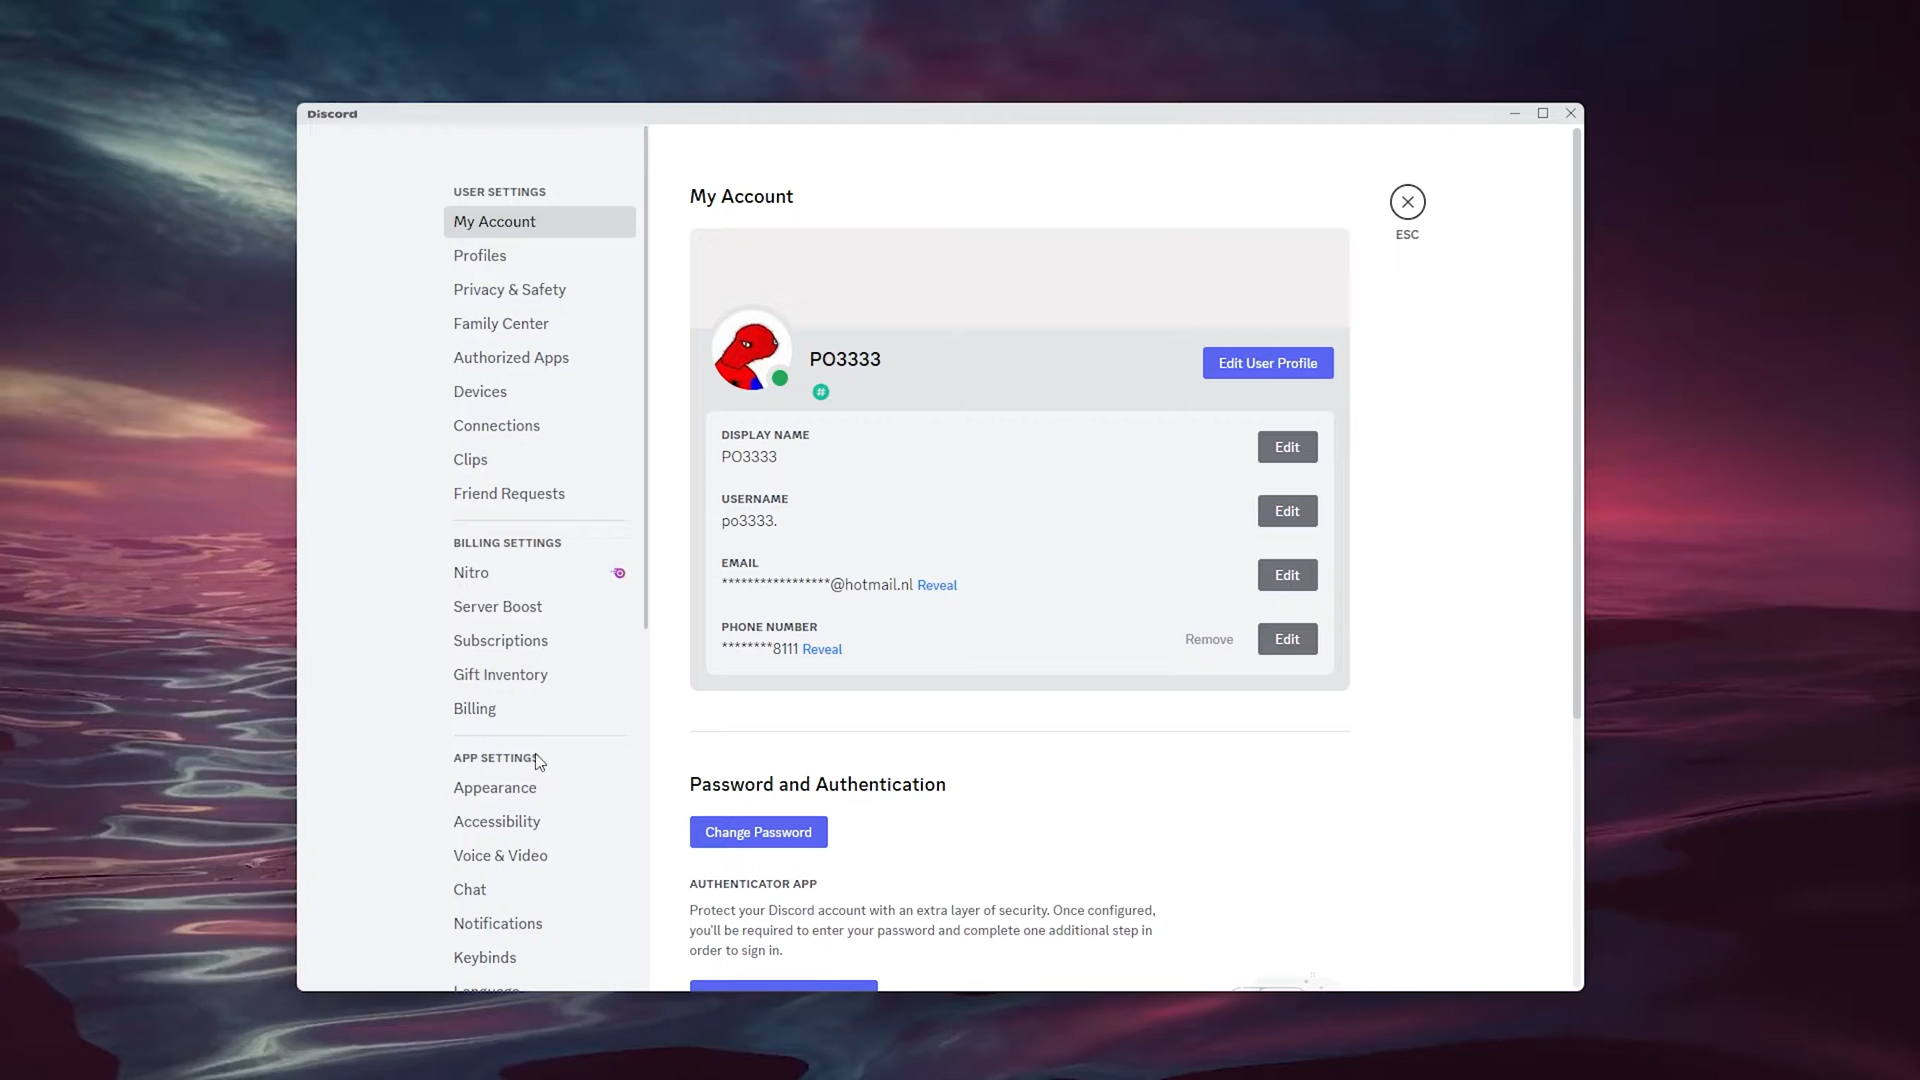 Discord
USER SETTINGS
My Account
Profiles
Privacy & Safety
Family Center
Authorized Apps
Devices
Connections
Clips
Friend Requests
BILLING SETTINGS
Nitro
Server Boost
Subscriptions
Gift Inventory
Billing
APP SETTINGS
Appearance
Accessibility
Voice & Video
Chat
Notifications
Keybinds
Language
My Account
ESC
PO3333
#
Edit User Profile
DISPLAY NAME
PO3333
Edit
USERNAME
po3333.
Edit
EMAIL
*****************@hotmail.nl Reveal
Edit
PHONE NUMBER
********8111 Reveal
Remove
Edit
Password and Authentication
Change Password
AUTHENTICATOR APP
Protect your Discord account with an extra layer of security. Once configured,
you'll be required to enter your password and complete one additional step in
order to sign in.